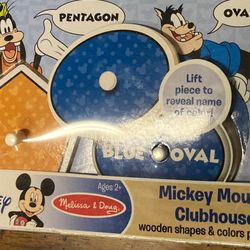 PENTAGON
OVA
Lift
piece to
reveal name
of color!
BLUE OVAL
Ages 2+
Melissa & Doug
Mickey Mou
Clubhouse
wooden shapes & colors p